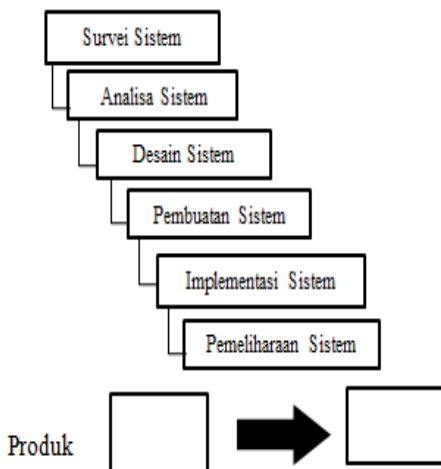 Survei Sistem
Analisa Sistem
Desain Sistem
Pembuatan Sistem
Implementasi Sistem
Pemeliharaan Sistem
Produk